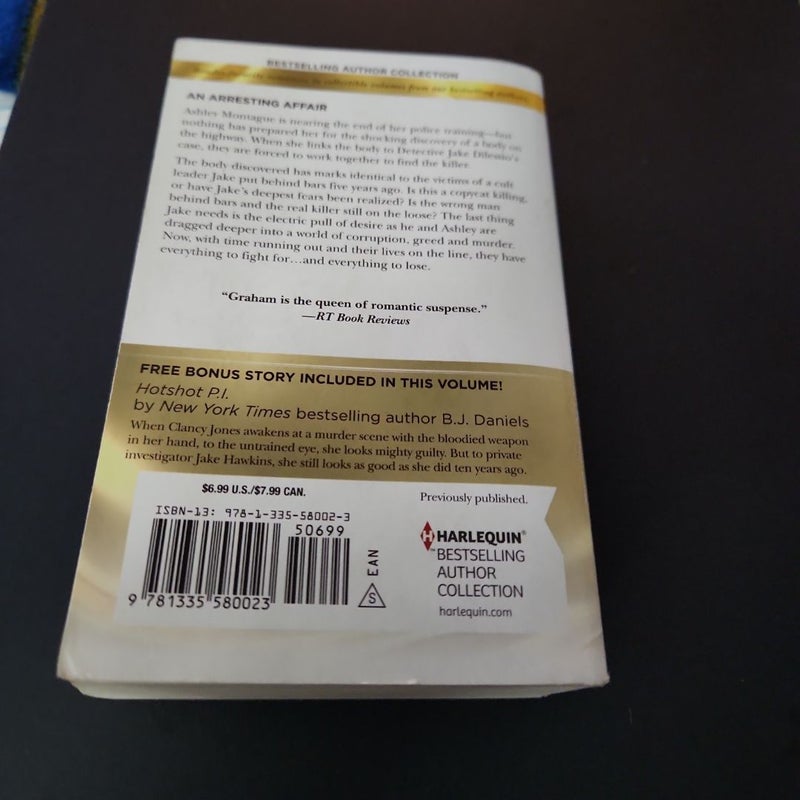 BESTSELLING AUTHOR COLLECTION
in collectible volumes from our bestselling authors.
AN ARRESTING AFFAIR
Ashley Montague is nearing the end of her police training—but
nothing has prepared her for the shocking discovery of a body on
the highway. When she links the body to Detective Jake Dilessio's
case, they are forced to work together to find the killer.
The body discovered has marks identical to the victims of a cult
leader Jake put behind bars five years ago. Is this a copycat killing,
or have Jake's deepest fears been realized? Is the wrong man
behind bars and the real killer still on the loose? The last thing
Jake needs is the electric pull of desire as he and Ashley are
dragged deeper into a world of corruption, greed and murder.
Now, with time running out and their lives on the line, they have
everything to fight for…and everything to lose.
"Graham is the queen of romantic suspense."
—RT Book Reviews
FREE BONUS STORY INCLUDED IN THIS VOLUME!
Hotshot P.I.
by New York Times bestselling author B.J. Daniels
When Clancy Jones awakens at a murder scene with the bloodied weapon
in her hand, to the untrained eye, she looks mighty guilty. But to private
investigator Jake Hawkins, she still looks as good as she did ten years ago.
$6.99 U.S./$7.99 CAN.
ISBN-13: 978-1-335-58002-3
50699
9 781335 580023
EAN
S
Previously published.
H HARLEQUIN®
™BESTSELLING
AUTHOR
COLLECTION
harlequin.com